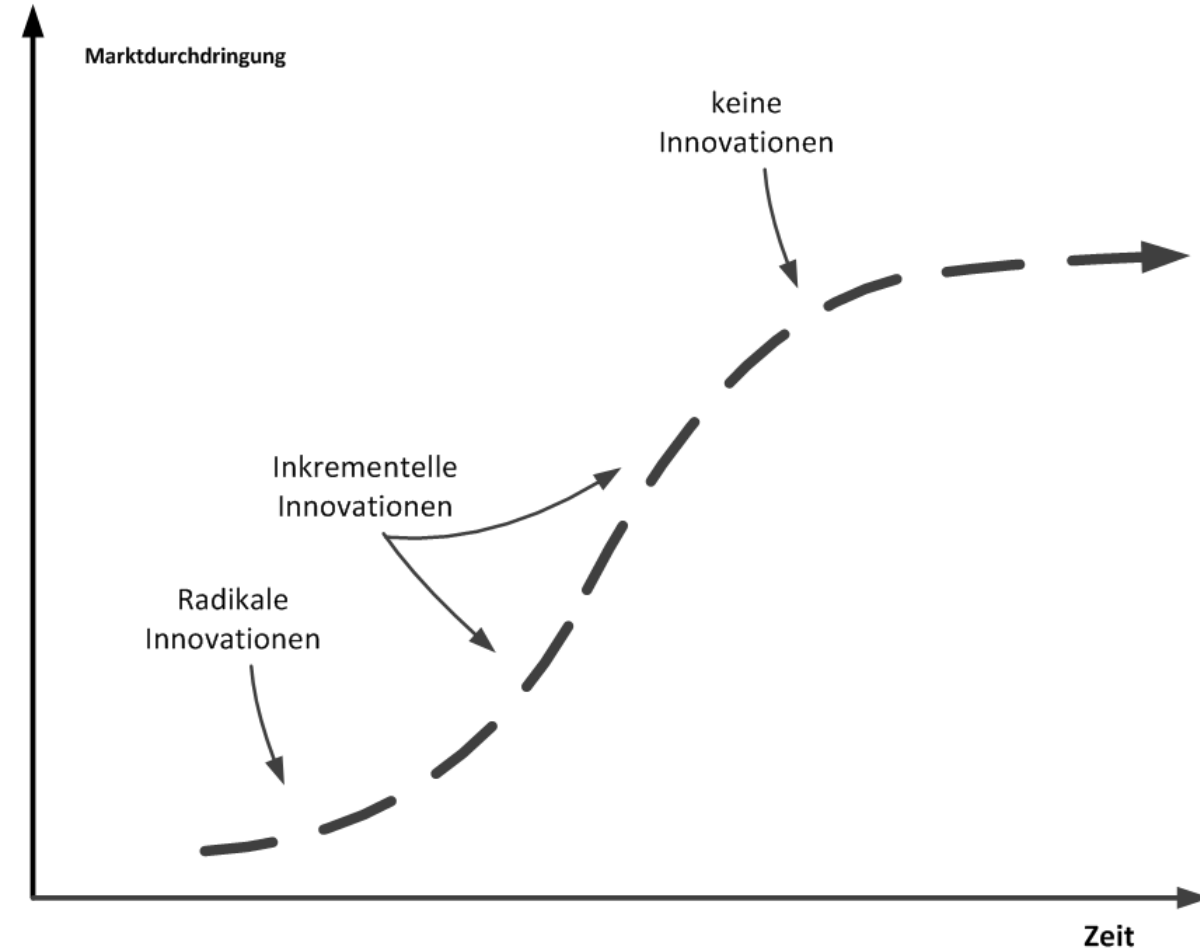 Marktdurchdringung
keine
Innovationen
Inkrementelle
Innovationen
Radikale
Innovationen
Zeit